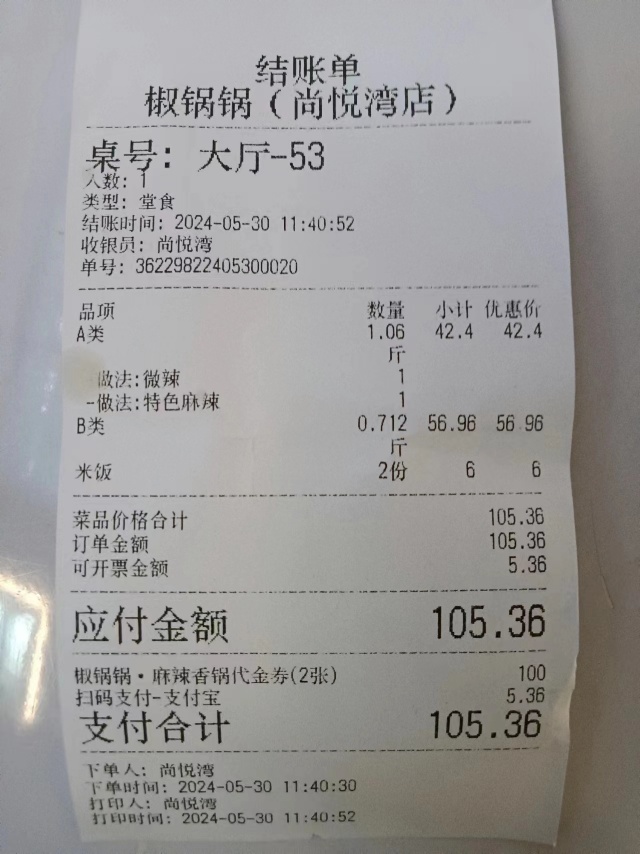 结账单
椒锅锅(尚悦湾店)
桌号: 大厅-53
人数: 1
类型: 堂食
结账时间: 2024-05-30 11:40:52
收银员: 尚悦湾
单号: 36229822405300020
品项 数量 小计 优惠价
A类 1.06 42.4 42.4
斤
-做法:微辣 1
-做法:特色麻辣 1
B类 0.712 56.96 56.96
斤
米饭 2份 6 6
菜品价格合计 105.36
订单金额 105.36
可开票金额 5.36
应付金额 105.36
椒锅锅·麻辣香锅代金券(2张) 100
扫码支付-支付宝 5.36
支付合计 105.36
下单人: 尚悦湾
下单时间: 2024-05-30 11:40:30
打印人: 尚悦湾
打印时间: 2024-05-30 11:40:52